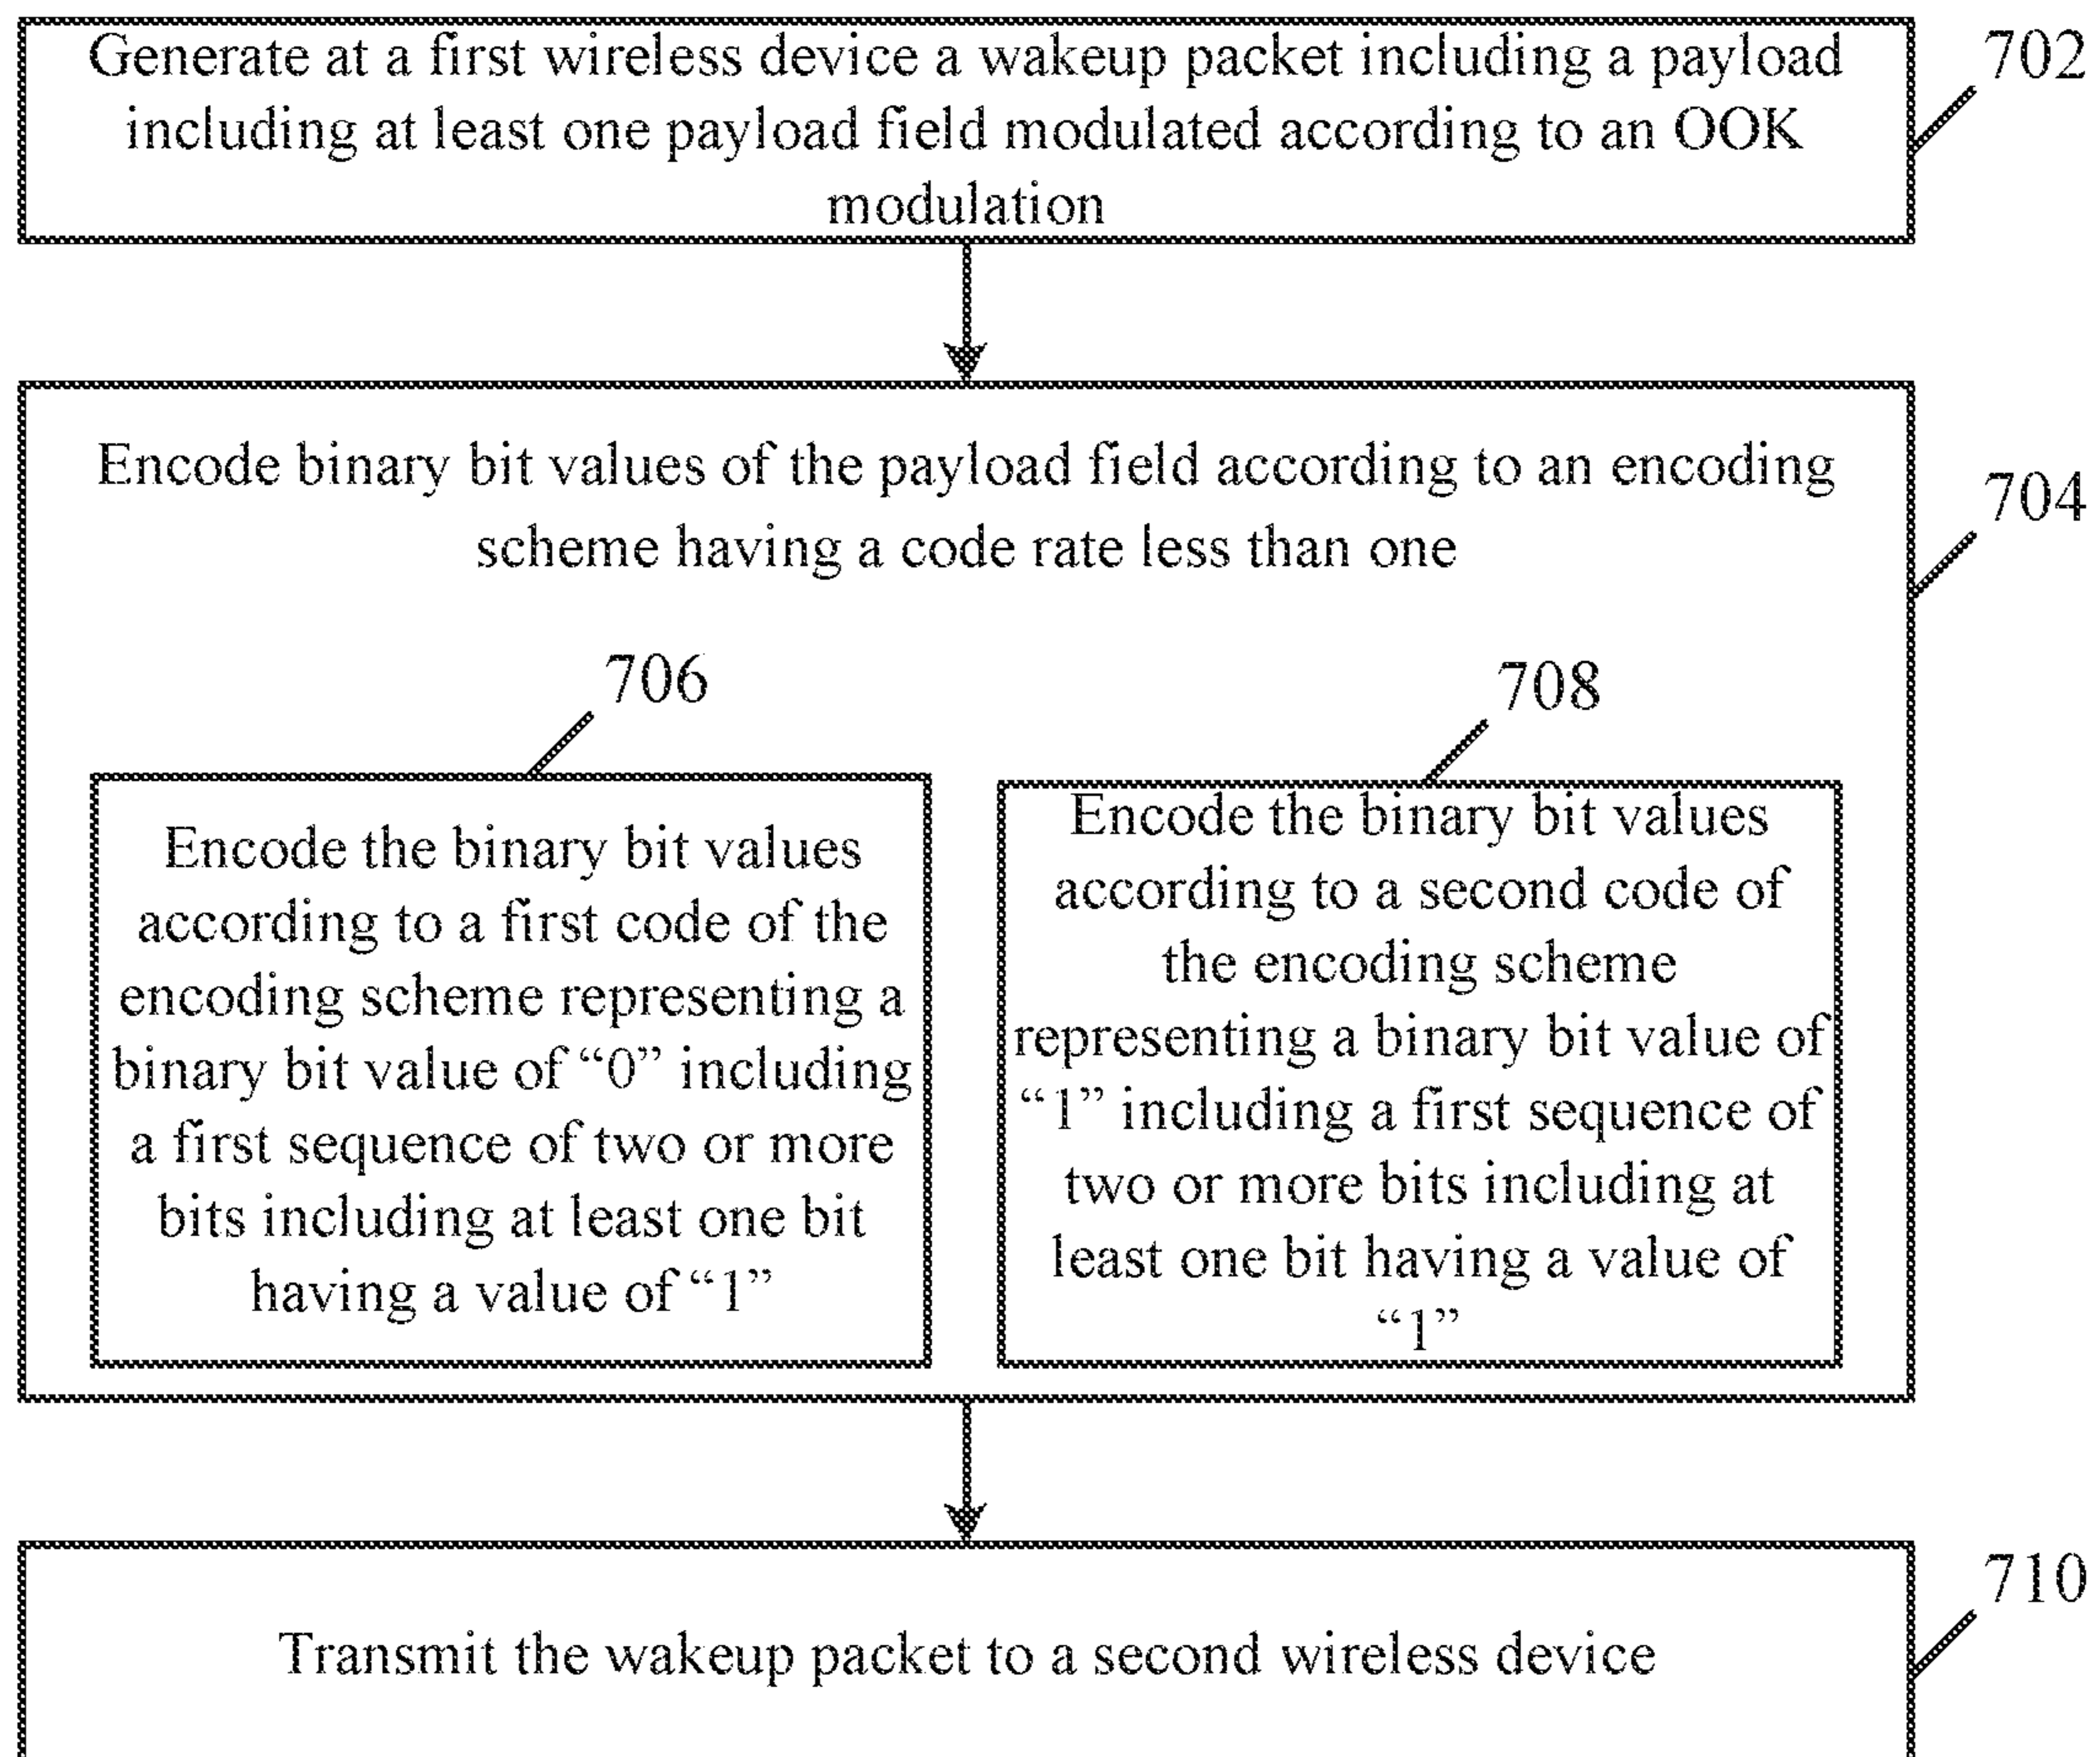 Generate at a first wireless device a wakeup packet including a payload
702
including at least one payload field modulated according to an OOK
modulation
Encode binary bit values of the payload field according to an encoding
704
scheme having a code rate less than one
706
Encode the binary bit values
according to a first code of the
encoding scheme representing a
binary bit value of “0” including
a first sequence of two or more
bits including at least one bit
having a value of “1”
708
Encode the binary bit values
according to a second code of
the encoding scheme
representing a binary bit value of
“1” including a first sequence of
two or more bits including at
least one bit having a value of
“1”
710
Transmit the wakeup packet to a second wireless device